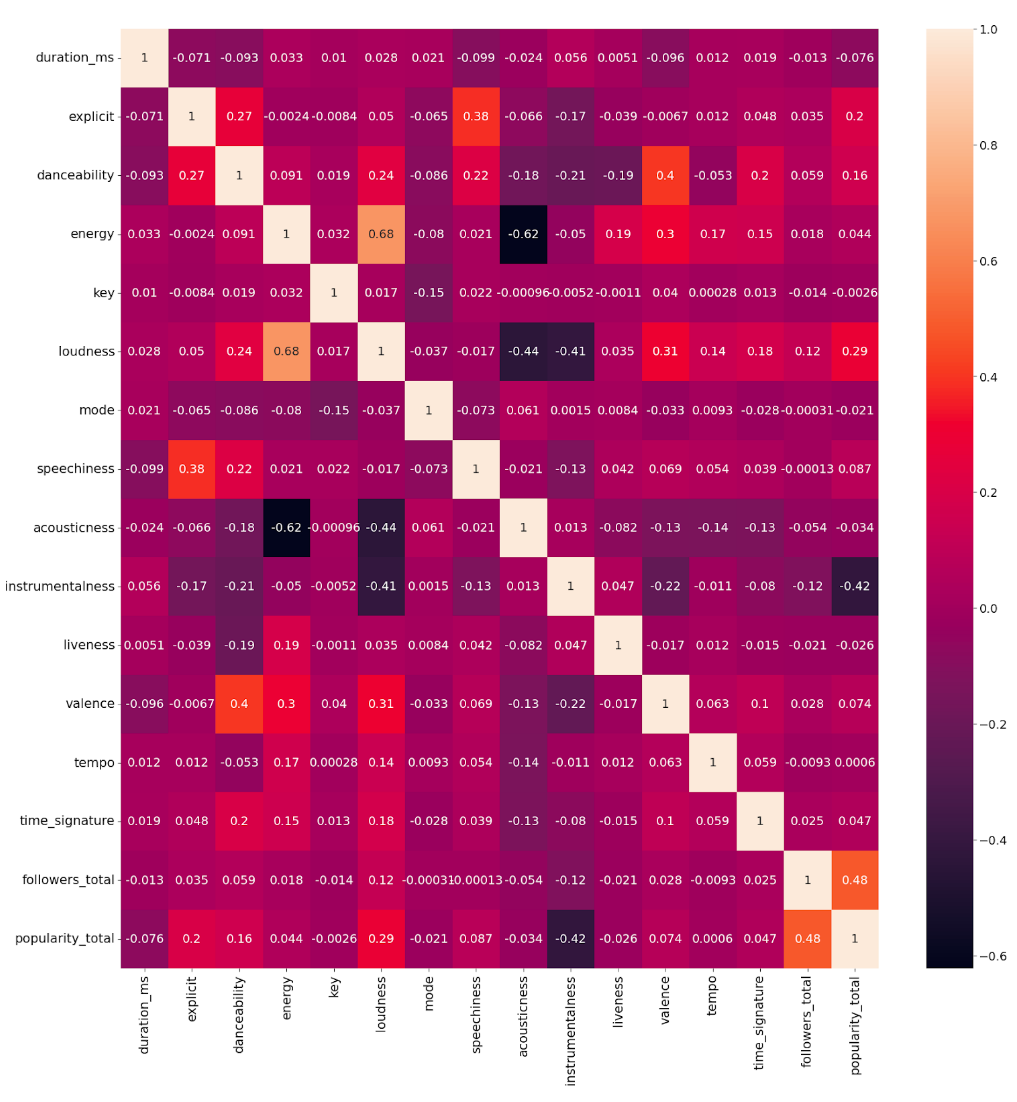 duration_ms 1 -0.071 -0.093 0.033 0.01 0.028 0.021 -0.099 -0.024 0.056 0.0051 -0.096 0.012 0.019 -0.013 -0.076
explicit -0.071 1 0.27 -0.0024 -0.0084 0.05 -0.065 0.38 -0.066 -0.17 -0.039 -0.0067 0.012 0.048 0.035 0.2
danceability -0.093 0.27 1 0.091 0.019 0.24 -0.086 0.22 -0.18 -0.21 -0.19 0.4 -0.053 0.2 0.059 0.16
energy 0.033 -0.0024 0.091 1 0.032 0.68 -0.08 0.021 -0.62 -0.05 0.19 0.3 0.17 0.15 0.018 0.044
key 0.01 -0.0084 0.019 0.032 1 0.017 -0.15 0.022 -0.00096 -0.0052 -0.0011 0.04 0.00028 0.013 -0.014 -0.0026
loudness 0.028 0.05 0.24 0.68 0.017 1 -0.037 -0.017 -0.44 -0.41 0.035 0.31 0.14 0.18 0.12 0.29
mode 0.021 -0.065 -0.086 -0.08 -0.15 -0.037 1 -0.073 0.061 0.0015 0.0084 -0.033 0.0093 -0.028 -0.00031 -0.021
speechiness -0.099 0.38 0.22 0.021 0.022 -0.017 -0.073 1 -0.021 -0.13 0.042 0.069 0.054 0.039 -0.00013 0.087
acousticness -0.024 -0.066 -0.18 -0.62 -0.00096 -0.44 0.061 -0.021 1 0.013 -0.082 -0.13 -0.14 -0.13 -0.054 -0.034
instrumentalness 0.056 -0.17 -0.21 -0.05 -0.0052 -0.41 0.0015 -0.13 0.013 1 0.047 -0.22 -0.011 -0.08 -0.12 -0.42
liveness 0.0051 -0.039 -0.19 0.19 -0.0011 0.035 0.0084 0.042 -0.082 0.047 1 -0.017 0.012 -0.015 -0.021 -0.026
valence -0.096 -0.0067 0.4 0.3 0.04 0.31 -0.033 0.069 -0.13 -0.22 -0.017 1 0.063 0.1 0.028 0.074
tempo 0.012 0.012 -0.053 0.17 0.00028 0.14 0.0093 0.054 -0.14 -0.011 0.012 0.063 1 0.059 -0.0093 0.0006
time_signature 0.019 0.048 0.2 0.15 0.013 0.18 -0.028 0.039 -0.13 -0.08 -0.015 0.1 0.059 1 0.025 0.047
followers_total -0.013 0.035 0.059 0.018 -0.014 0.12 -0.00031 -0.00013 -0.054 -0.12 -0.021 0.028 -0.0093 0.025 1 0.48
popularity_total -0.076 0.2 0.16 0.044 -0.0026 0.29 -0.021 0.087 -0.034 -0.42 -0.026 0.074 0.0006 0.047 0.48 1
duration_ms explicit danceability energy key loudness mode speechiness acousticness instrumentalness liveness valence tempo time_signature followers_total popularity_total
1.0
0.8
0.6
0.4
0.2
0.0
−0.2
−0.4
−0.6